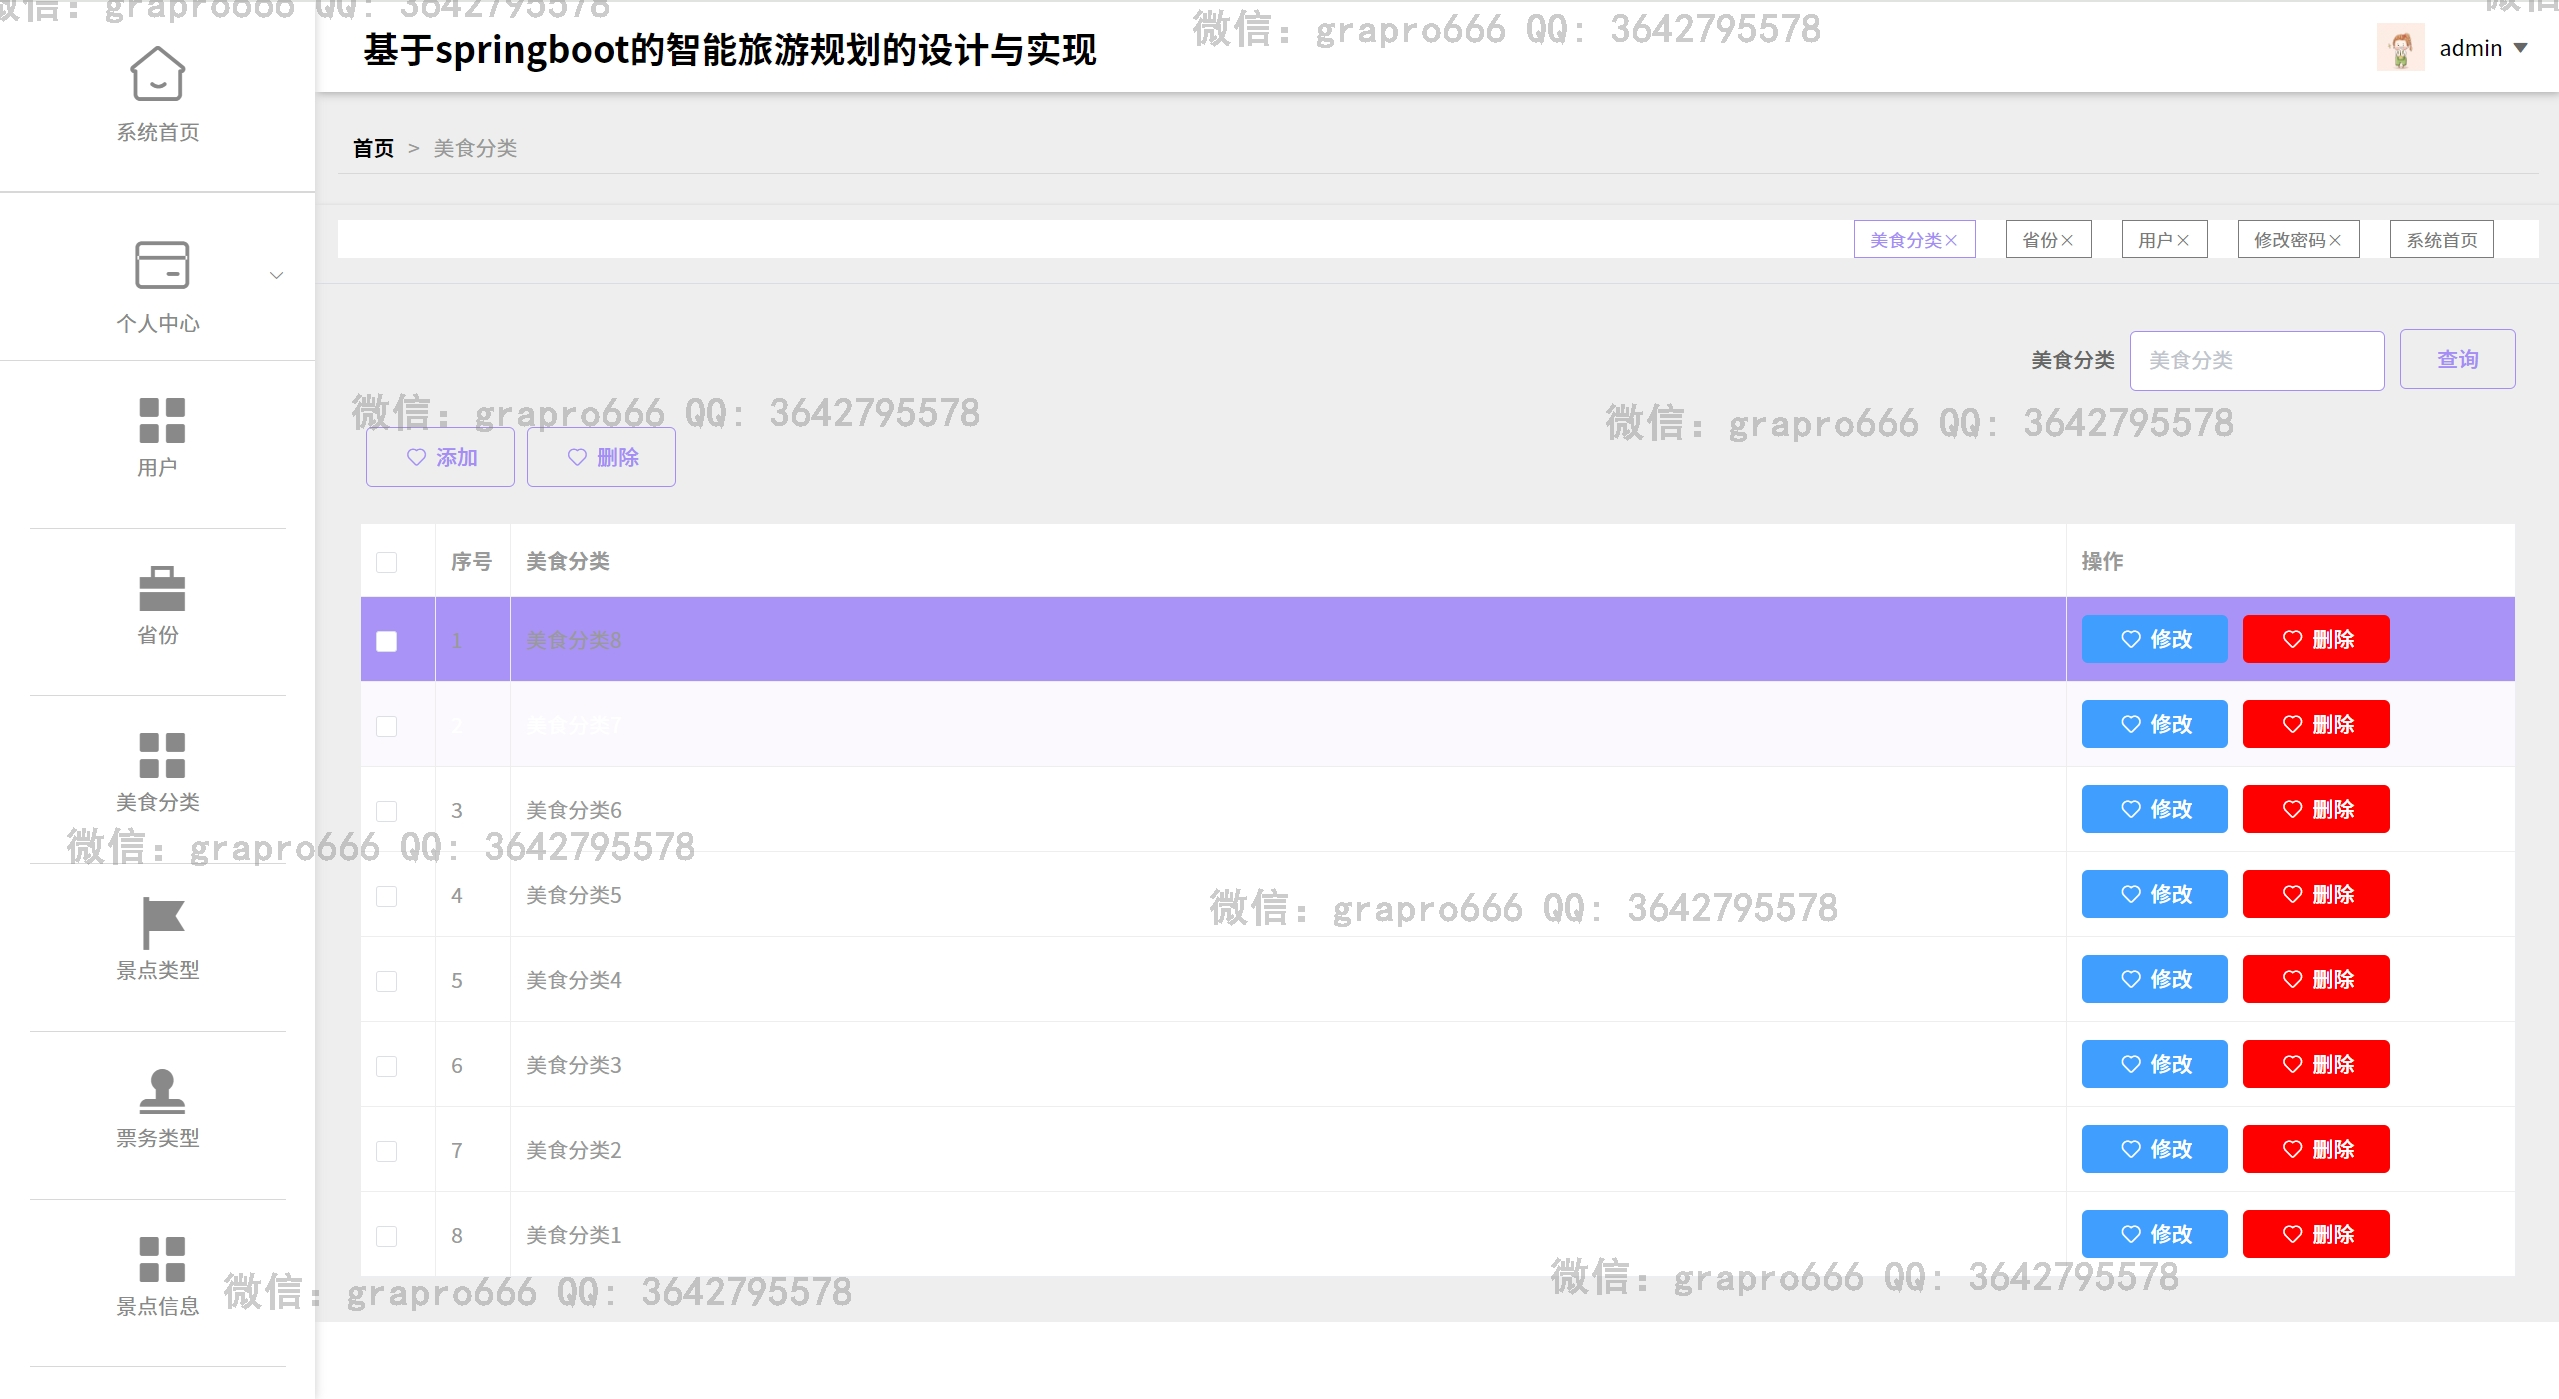 微信: grapro666 QQ: 3642795578
微信: grapro666 QQ: 3642795578
微信
基于springboot的智能旅游规划的设计与实现
admin
系统首页
首页 > 美食分类
美食分类× 省份× 用户× 修改密码× 系统首页
个人中心
美食分类 美食分类 查询
微信: grapro666 QQ: 3642795578
微信: grapro666 QQ: 3642795578
添加 删除
用户
序号 美食分类 操作
1 美食分类8 修改 删除
省份
2 美食分类7 修改 删除
3 美食分类6 修改 删除
美食分类
微信: grapro666 QQ: 3642795578
4 美食分类5 修改 删除
微信: grapro666 QQ: 3642795578
景点类型
5 美食分类4 修改 删除
6 美食分类3 修改 删除
票务类型
7 美食分类2 修改 删除
8 美食分类1 修改 删除
微信: grapro666 QQ: 3642795578
微信: grapro666 QQ: 3642795578
景点信息